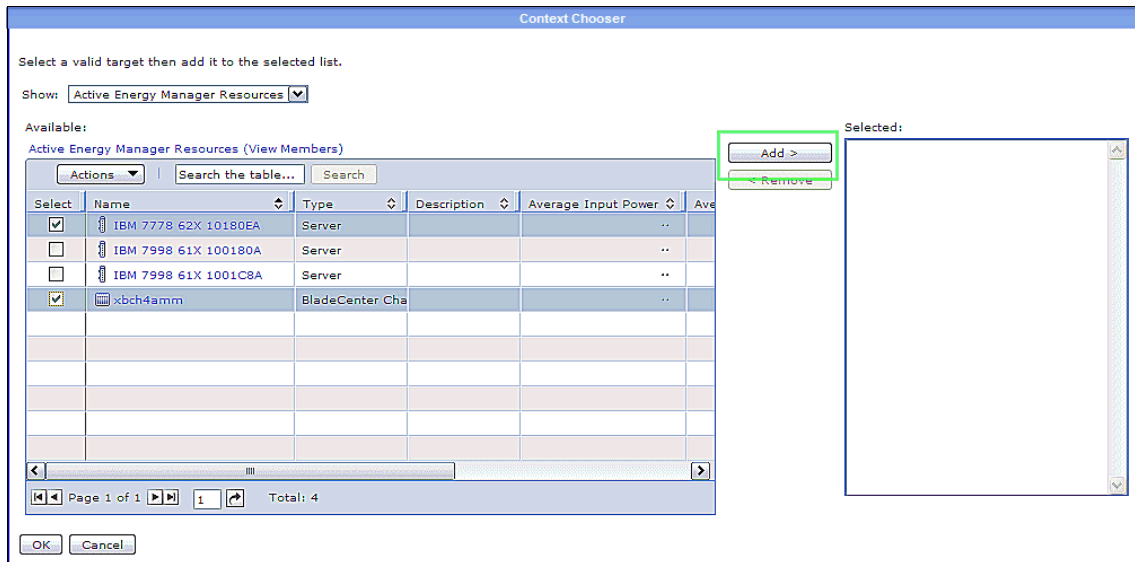 Context Chooser
Select a valid target then add it to the selected list.
Show: Active Energy Manager Resources
Available:
Selected:
Active Energy Manager Resources (View Members)
Add >
Actions Search the table... Search
< Remove
Select Name Type Description Average Input Power Ave
IBM 7778 62X 10180EA Server --
IBM 7998 61X 100180A Server --
IBM 7998 61X 1001C8A Server --
xbch4amm BladeCenter Cha --
Page 1 of 1 1 Total: 4
OK Cancel